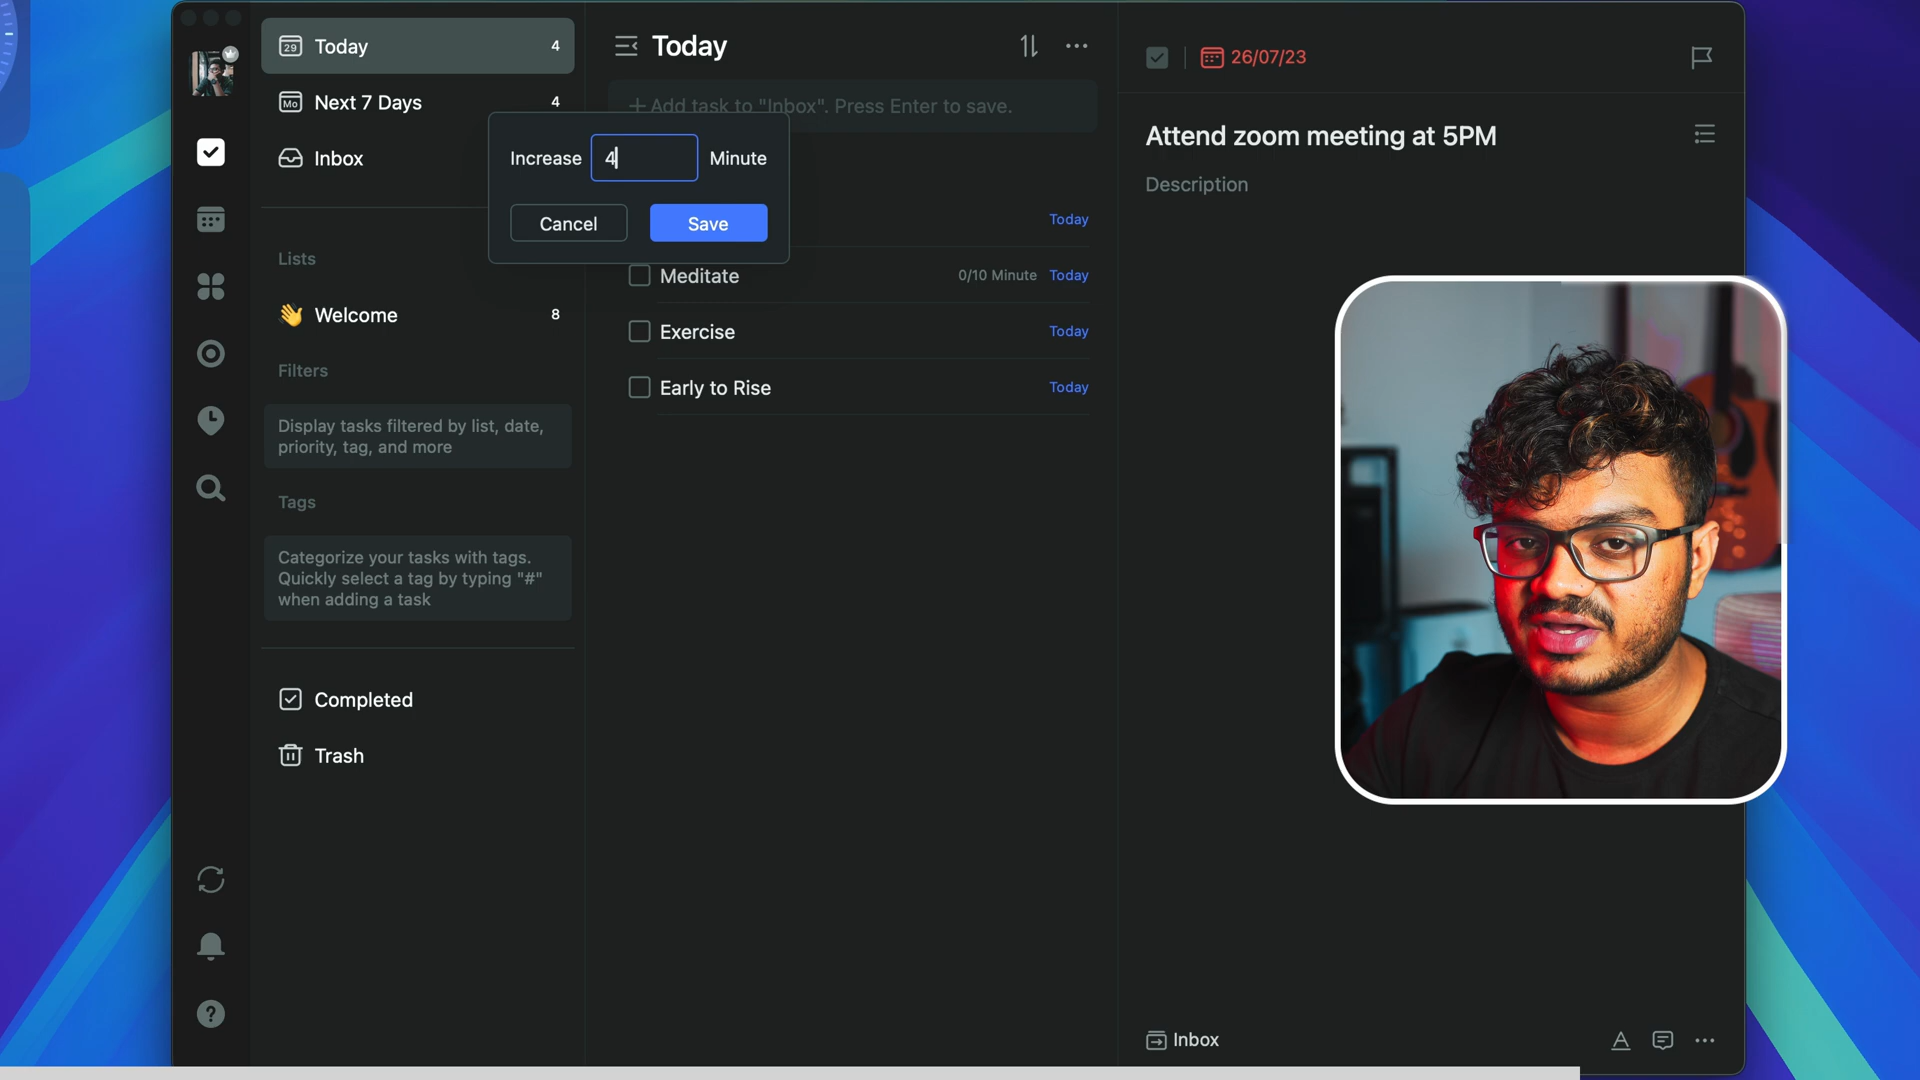 29
Today
4
Mo
Next 7 Days
4
Inbox
Lists
👋 Welcome
8
Filters
Display tasks filtered by list, date,
priority, tag, and more
Tags
Categorize your tasks with tags.
Quickly select a tag by typing "#"
when adding a task
Completed
Trash
?
Today
+ Add task to "Inbox". Press Enter to save.
Increase 4 Minute
Cancel
Save
Today
Meditate
0/10 Minute Today
Exercise
Today
Early to Rise
Today
26/07/23
Attend zoom meeting at 5PM
Description
Inbox
A